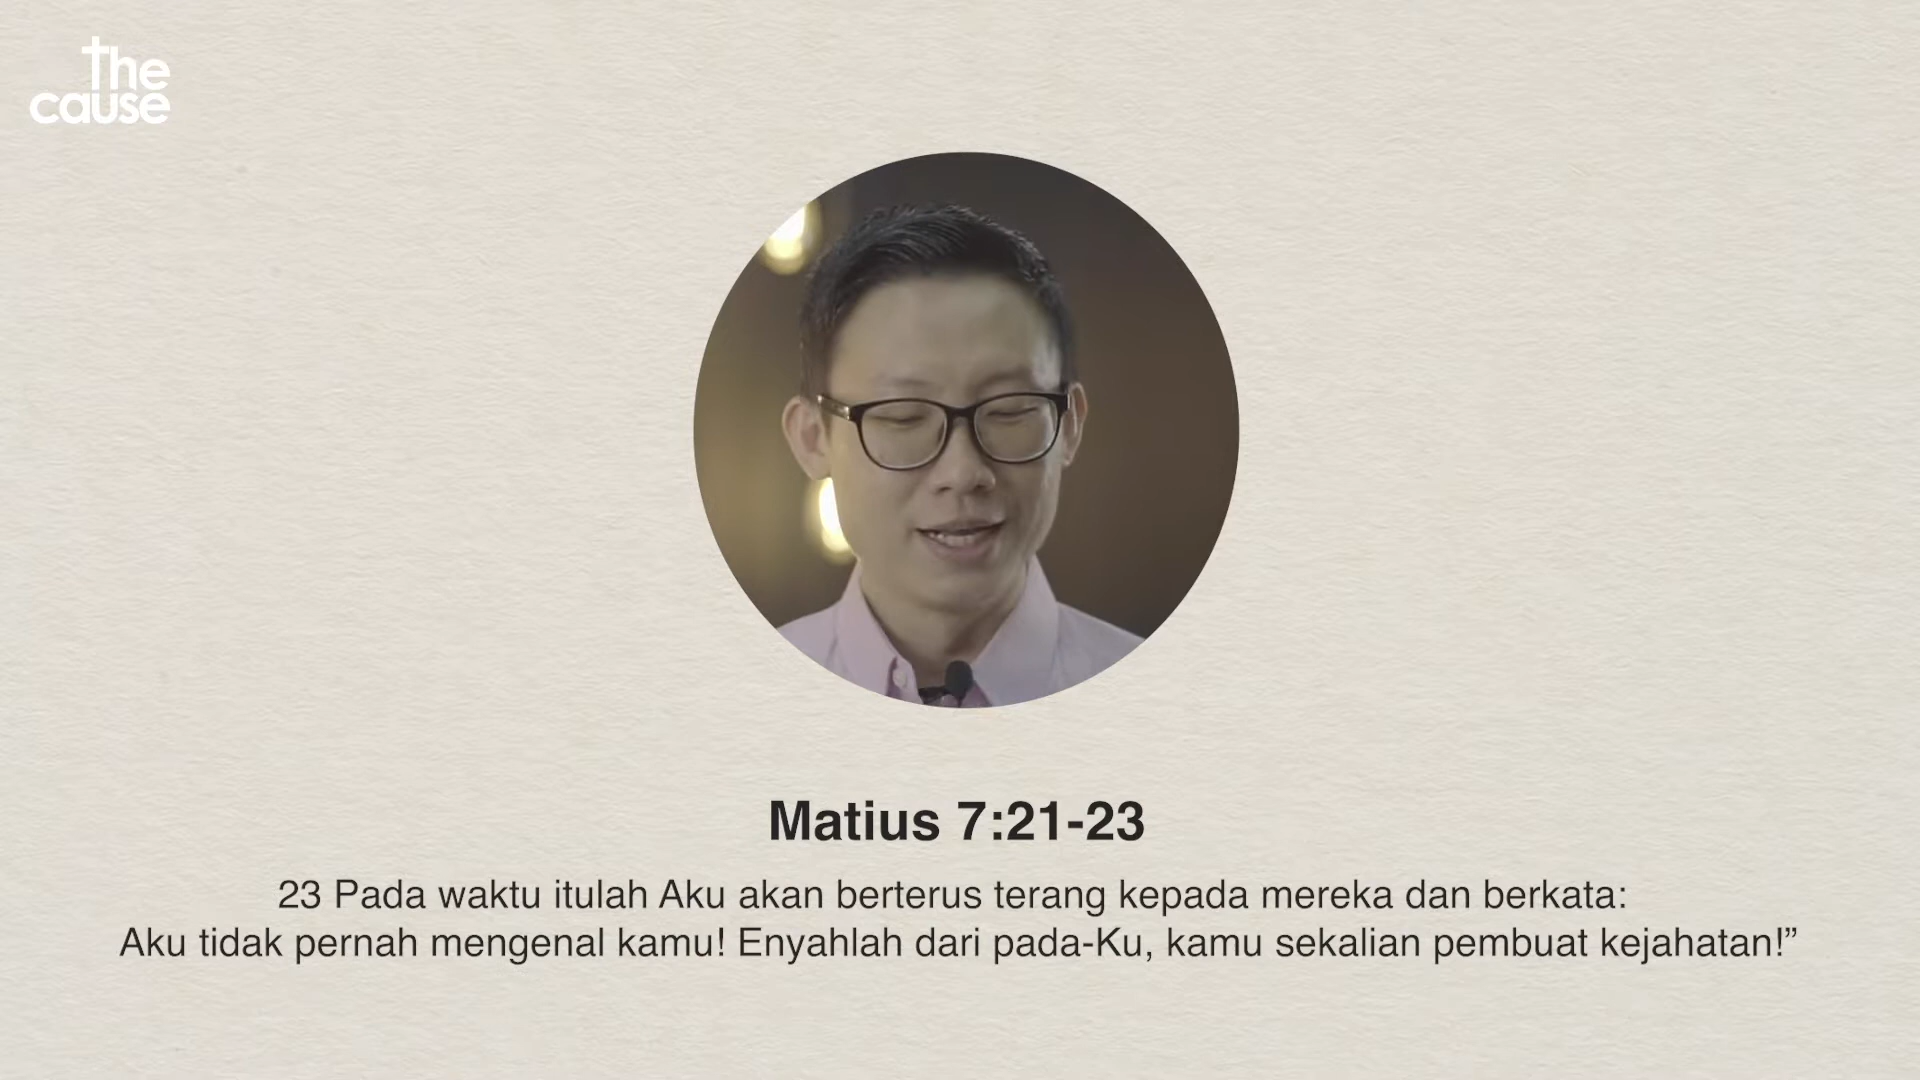 the
cause
Matius 7:21-23
23 Pada waktu itulah Aku akan berterus terang kepada mereka dan berkata:
Aku tidak pernah mengenal kamu! Enyahlah dari pada-Ku, kamu sekalian pembuat kejahatan!”